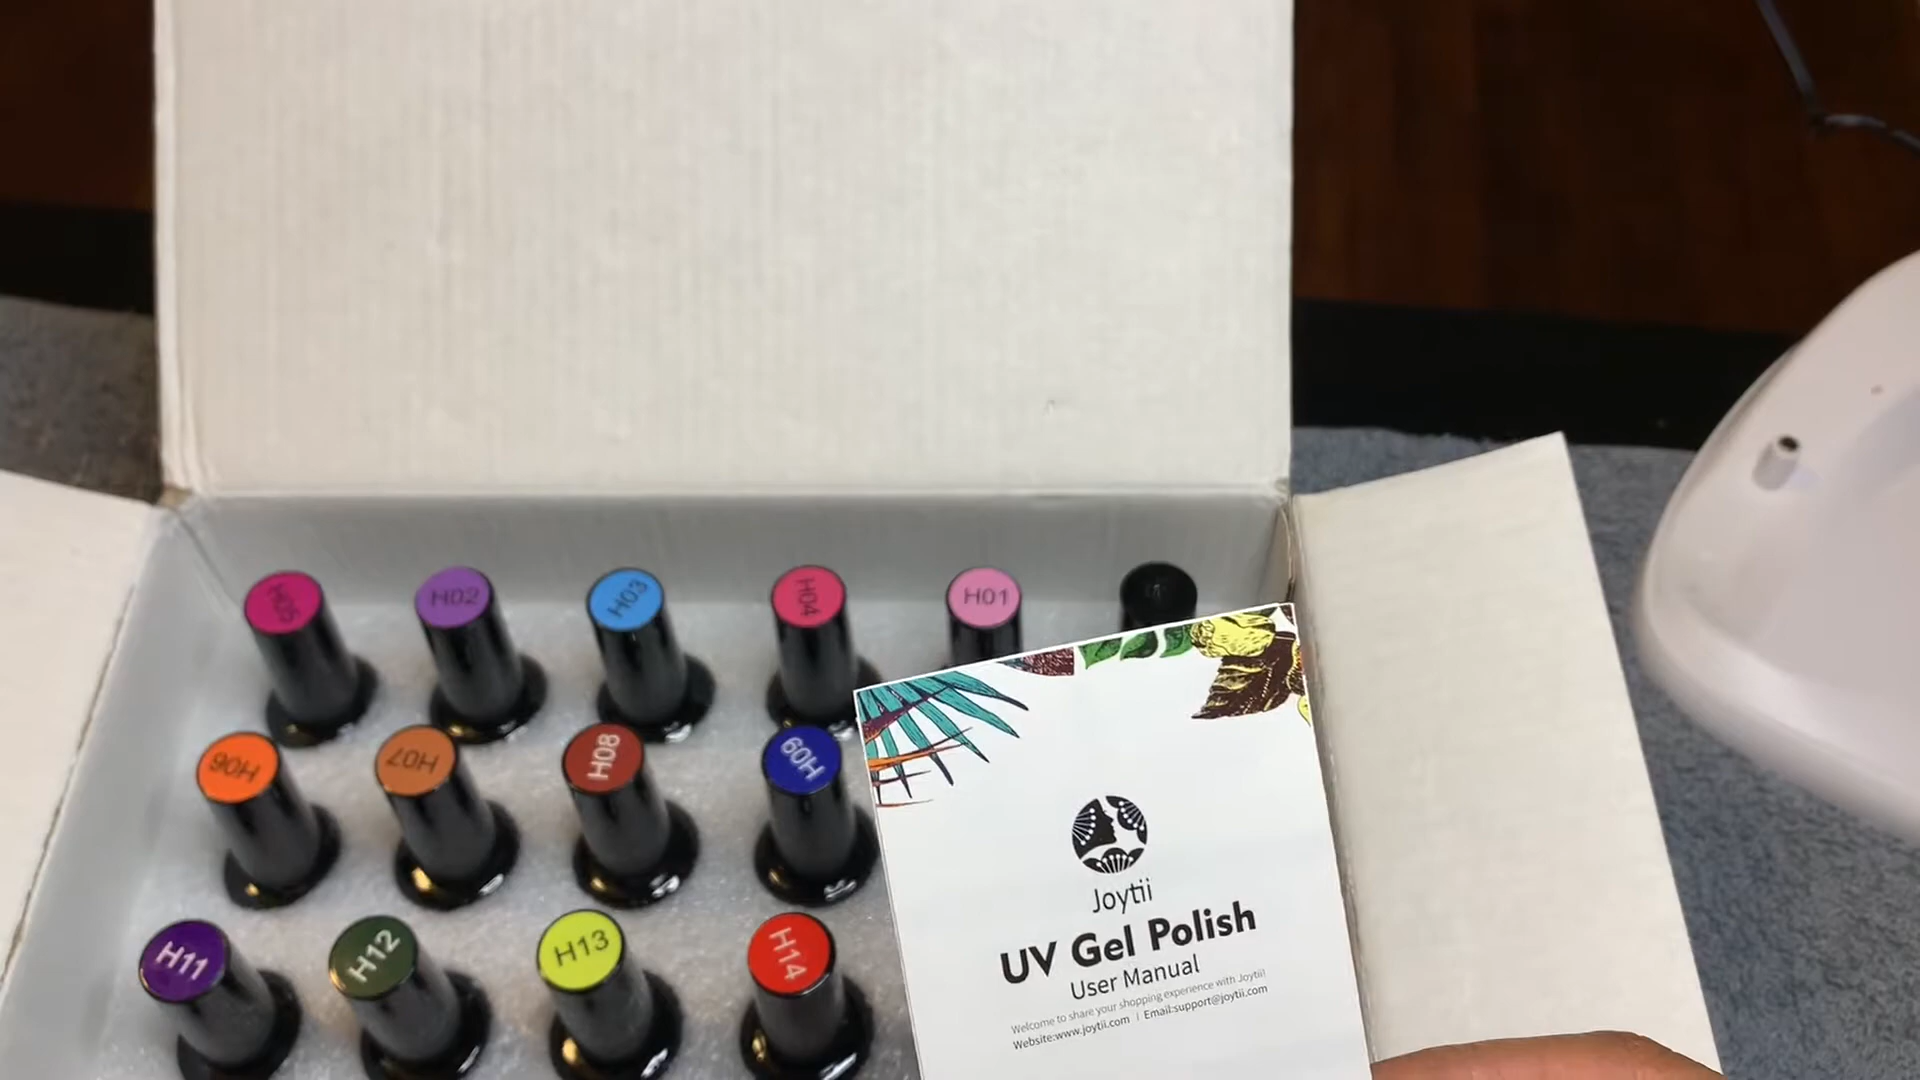 H05
H02
H03
H04
H01
H06
H07
H08
H09
H11
H12
H13
H14
Joytii
UV Gel Polish
User Manual
Welcome to share your shopping experience with Joytii!
Website:www.joytii.com | Email:support@joytii.com